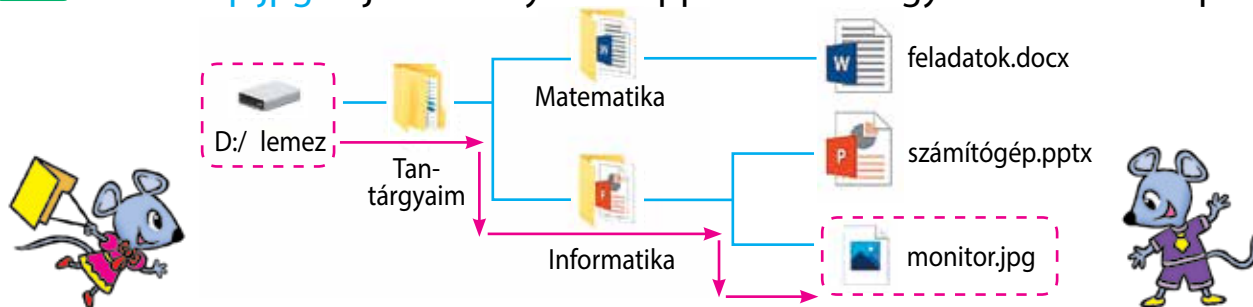 Matematika
feladatok.docx
D:/ lemez
Tan-
tárgyaim
számítógép.pptx
Informatika
monitor.jpg